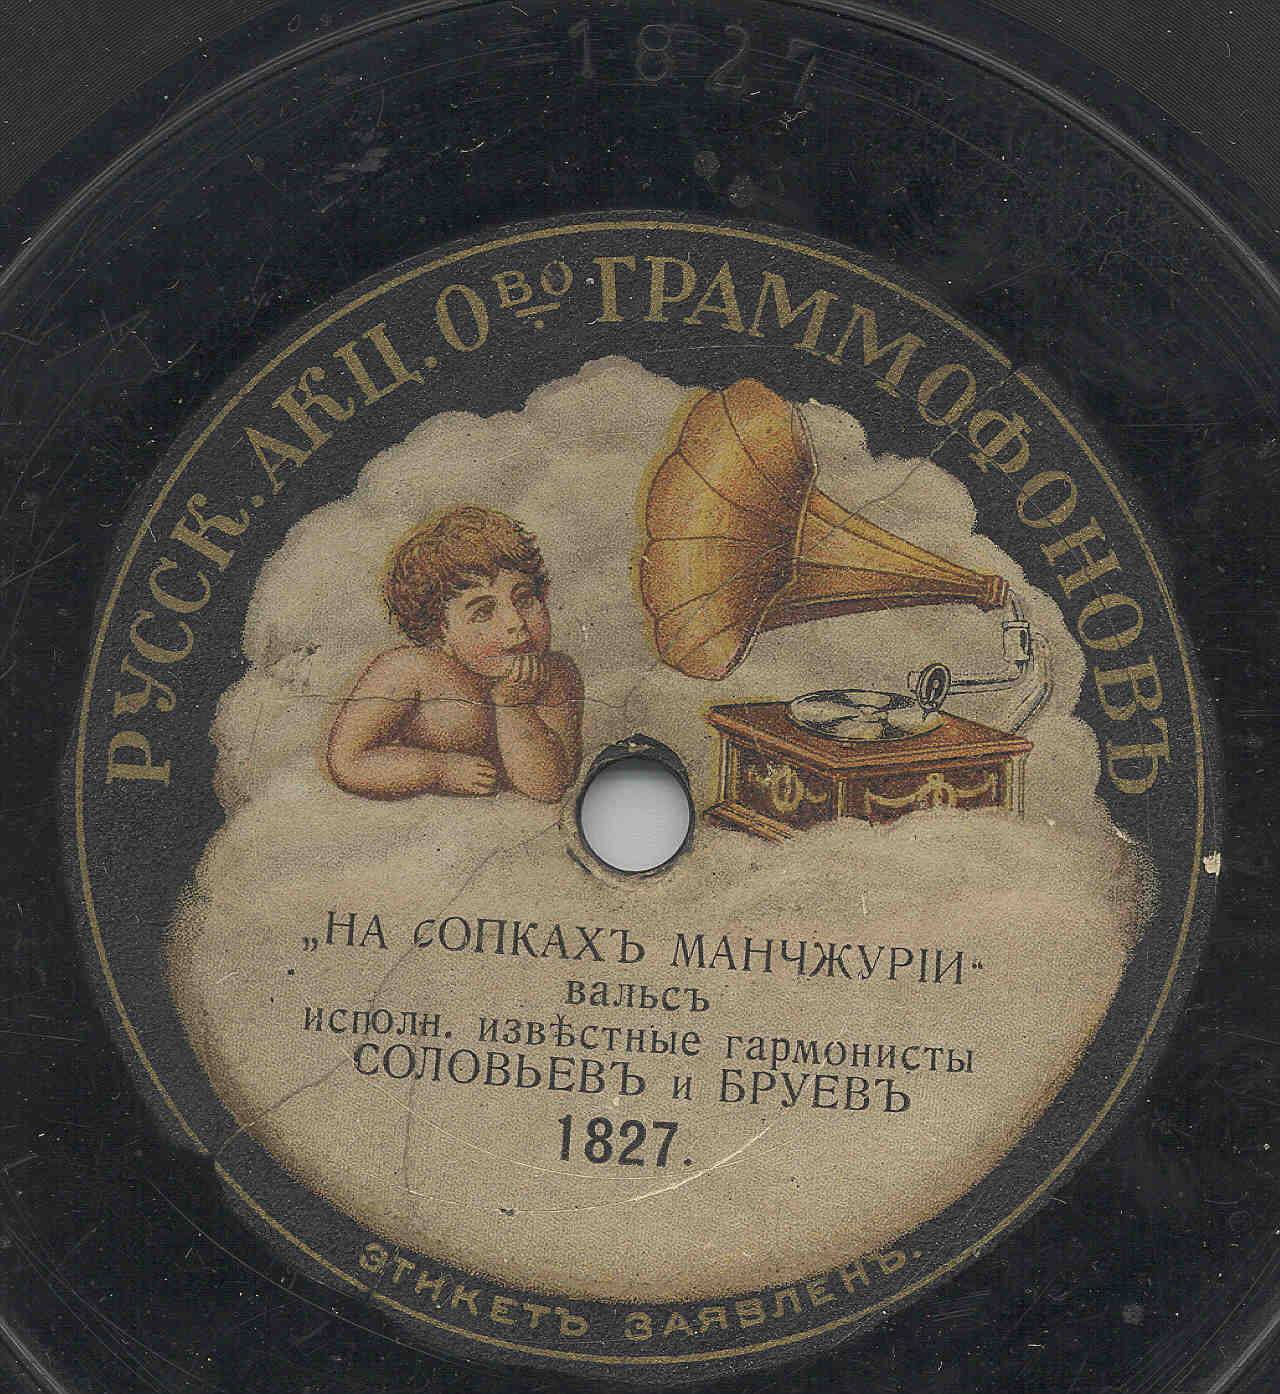 1827
РУССК. АКЦ. О-ВО ГРАММОФОНОВЪ
„НА СОПКАХЪ МАНЧЖУРІИ“
вальсъ
исполн. извѣстные гармонисты
СОЛОВЬЕВЪ и БРУЕВЪ
1827.
ЭТИКЕТЪ ЗАЯВЛЕНЪ.